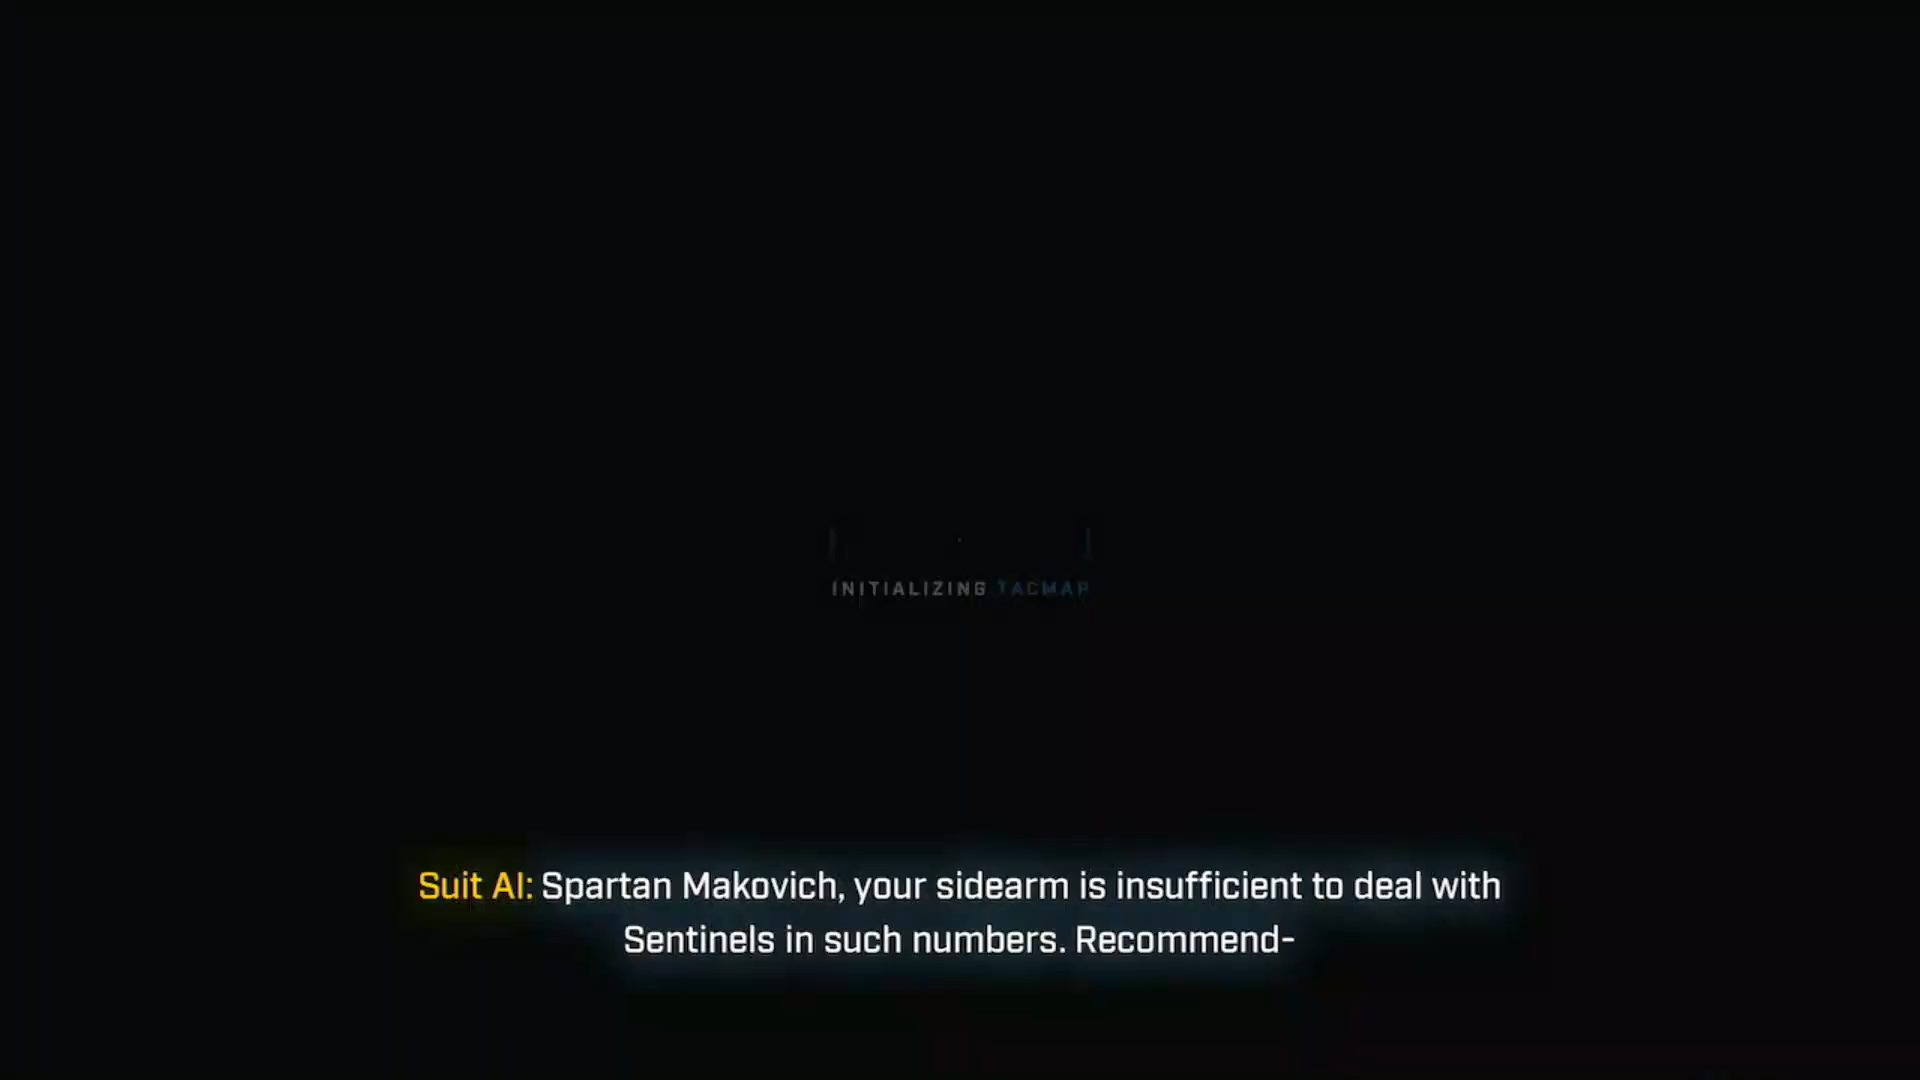 INITIALIZING TACMAP
Suit AI: Spartan Makovich, your sidearm is insufficient to deal with
Sentinels in such numbers. Recommend-